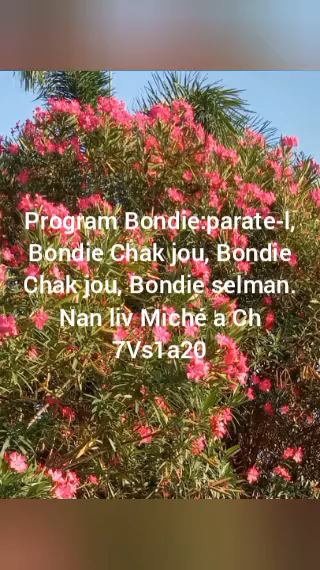 Program Bondie:parate-l,
Bondie Chak jou, Bondie
Chak jou, Bondie selman.
Nan liv Miché a Ch
7Vs1a20